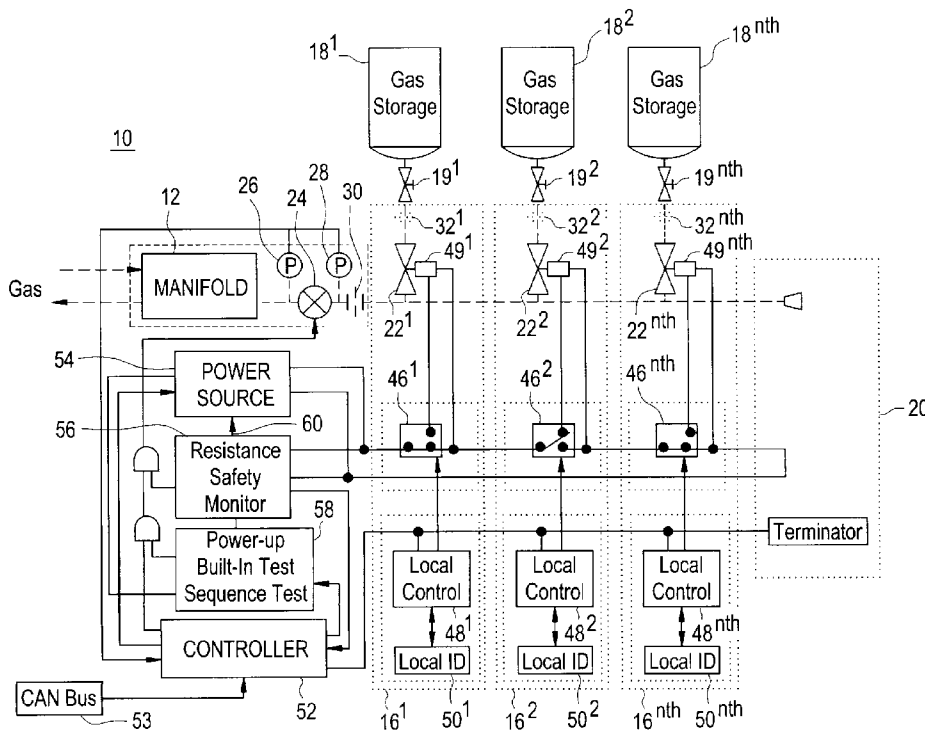 18¹
18²
18ⁿᵗʰ
Gas
Storage
Gas
Storage
Gas
Storage
10
12
26
24
28
30
19¹
19²
19ⁿᵗʰ
32¹
32²
32ⁿᵗʰ
49¹
49²
49ⁿᵗʰ
P
P
MANIFOLD
Gas
22¹
22²
22ⁿᵗʰ
54
POWER
SOURCE
46¹
46²
46ⁿᵗʰ
20
56
60
Resistance
Safety
Monitor
58
Power-up
Built-In Test
Sequence Test
Terminator
Local
Control
Local
Control
Local
Control
48¹
48²
48ⁿᵗʰ
CONTROLLER
Local ID
Local ID
Local ID
CAN Bus
53
52
16¹
50¹
16²
50²
16ⁿᵗʰ
50ⁿᵗʰ